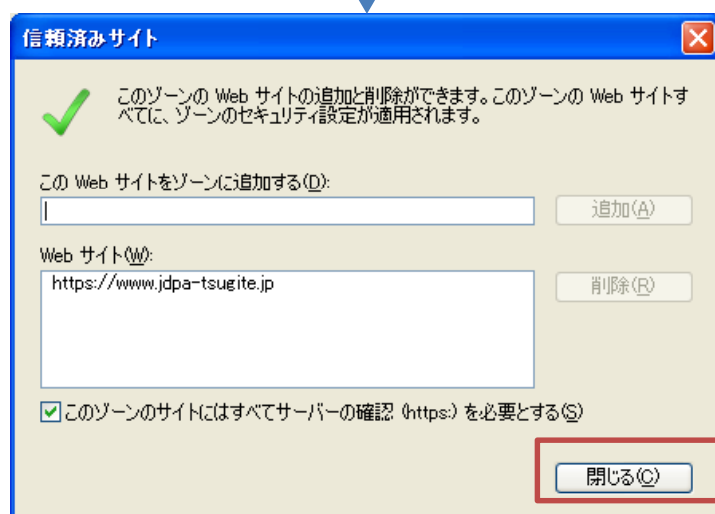 信頼済みサイト
このゾーンの Web サイトの追加と削除ができます。このゾーンの Web サイトす
べてに、ゾーンのセキュリティ設定が適用されます。
この Web サイトをゾーンに追加する(D):
追加(A)
Web サイト(W):
https://www.jdpa-tsugite.jp
削除(R)
このゾーンのサイトにはすべてサーバーの確認 (https:) を必要とする(S)
閉じる(C)